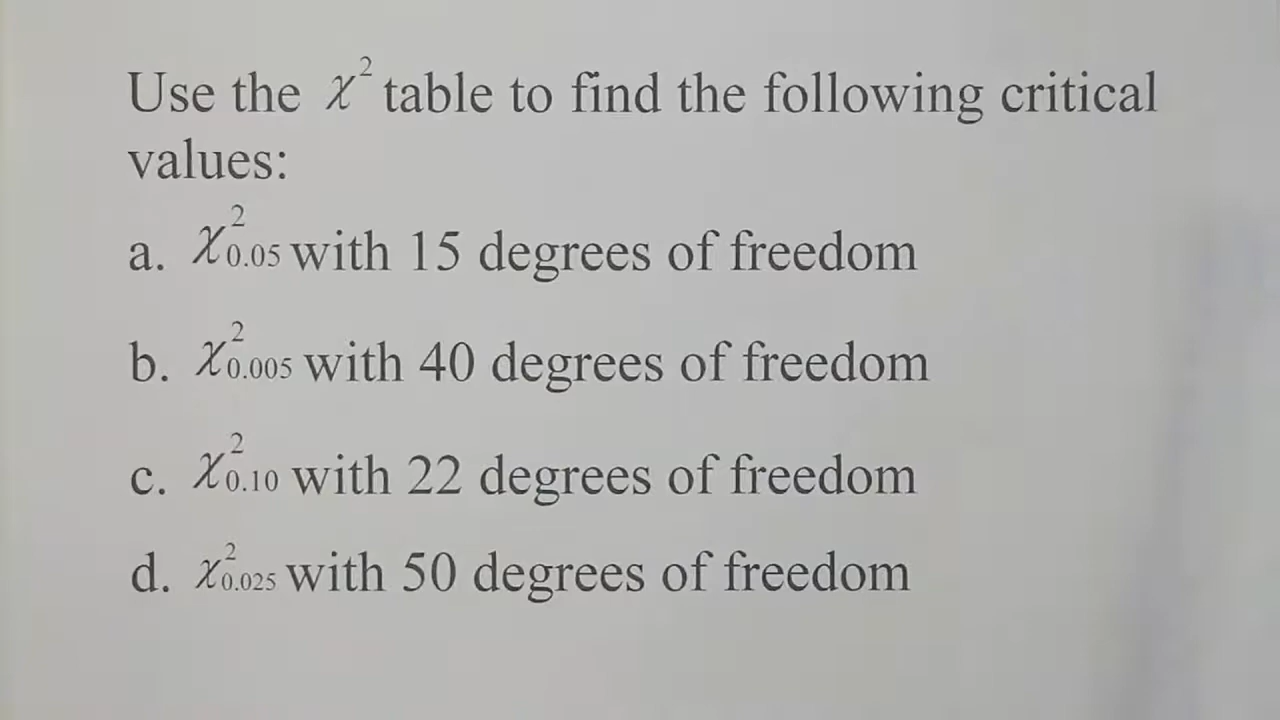 Use the χ² table to find the following critical
values:
a. χ²0.05 with 15 degrees of freedom
b. χ²0.005 with 40 degrees of freedom
c. χ²0.10 with 22 degrees of freedom
d. χ²0.025 with 50 degrees of freedom